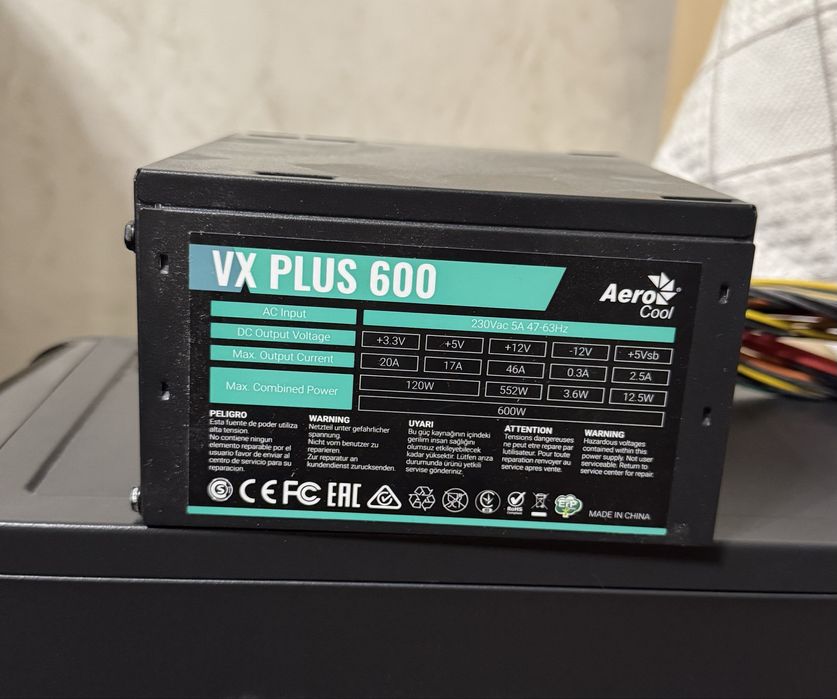 VX PLUS 600
Aero
Cool
AC Input 230Vac 5A 47-63Hz
DC Output Voltage +3.3V +5V +12V -12V +5Vsb
Max. Output Current 20A 17A 46A 0.3A 2.5A
Max. Combined Power 120W 552W 3.6W 12.5W
600W
PELIGRO
Esta fuente de poder utiliza
alta tension.
No contiene ningun
elemento reparable por el
usuario favor de enviar al
centro de servicio para su
reparacion.
WARNING
Netzteil unter gefahrlicher
spannung.
Nicht vom benutzer zu
reparieren.
Zur reparatur an
kundendienst zurucksenden.
UYARI
Bu güç kaynağının içindeki
gerilim insan sağlığını
olumsuz etkileyebilecek
kadar yüksektir. Lütfen arıza
durumunda ürünü yetkili
servise gönderiniz.
ATTENTION
Tensions dangereuses
ne peut etre repare par
utilisateur. Pour toute
reparation renvoyer au
service apres vente.
WARNING
Hazardous voltages
contained within this
supply. Not user
serviceable. Return to
service center for repair.
CE FC EAC RoHS ErP MADE IN CHINA